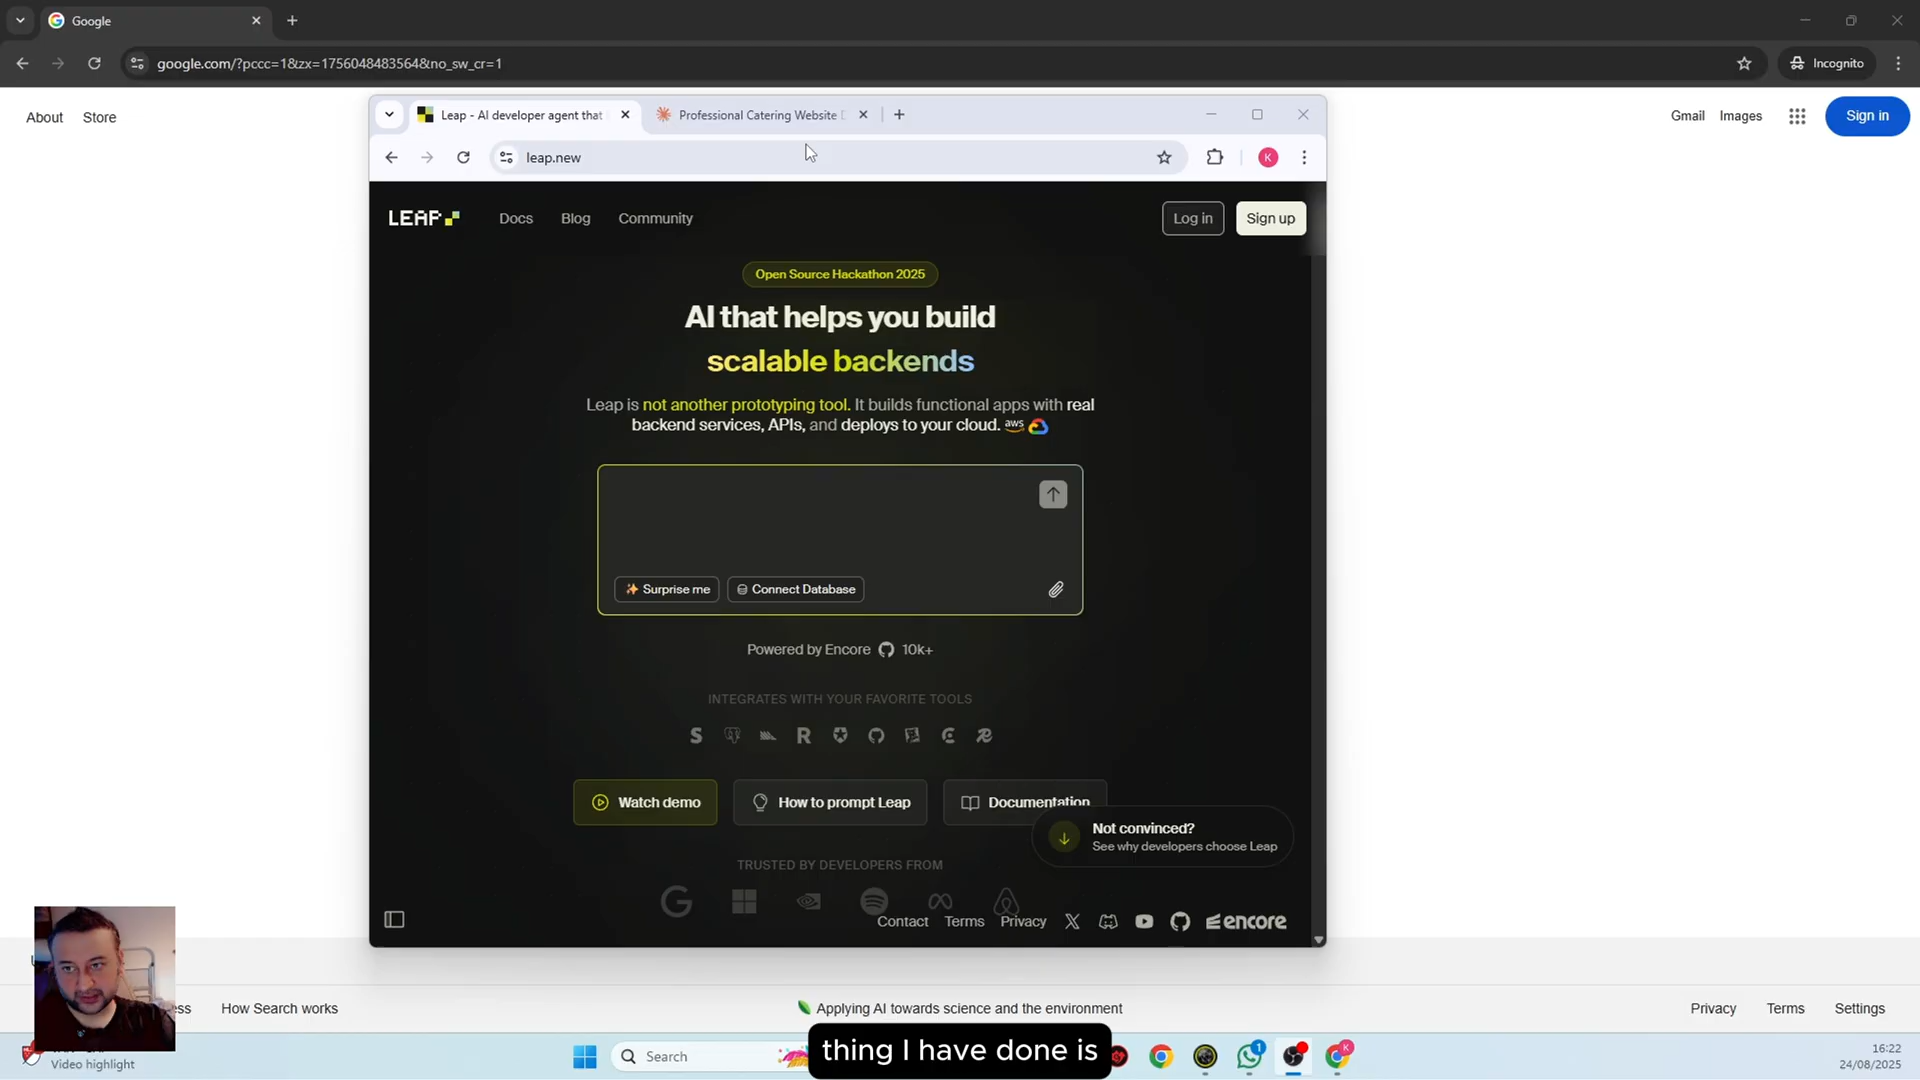 Google
google.com/?pccc=1&zx=1756048483564&no_sw_cr=1
Incognito
About
Store
Gmail
Images
Sign in
Leap - AI developer agent that
Professional Catering Website
leap.new
K
LEAP
Docs
Blog
Community
Log in
Sign up
Open Source Hackathon 2025
AI that helps you build
scalable backends
Leap is not another prototyping tool. It builds functional apps with real
backend services, APIs, and deploys to your cloud. aws
Surprise me
Connect Database
Powered by Encore 10k+
INTEGRATES WITH YOUR FAVORITE TOOLS
Watch demo
How to prompt Leap
Documentation
Not convinced?
See why developers choose Leap
TRUSTED BY DEVELOPERS FROM
Contact
Terms
Privacy
encore
How Search works
Applying AI towards science and the environment
Privacy
Terms
Settings
Video highlight
Search
thing I have done is
1
K
16:22
24/08/2025